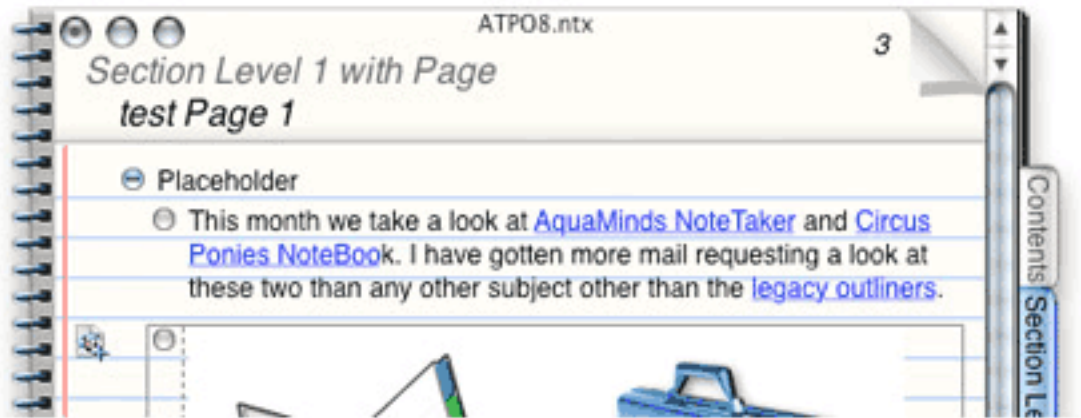 ATPO8.ntx
3
Section Level 1 with Page
test Page 1
Placeholder
This month we take a look at AquaMinds NoteTaker and Circus
Ponies NoteBook. I have gotten more mail requesting a look at
these two than any other subject other than the legacy outliners.
Contents
Section Le